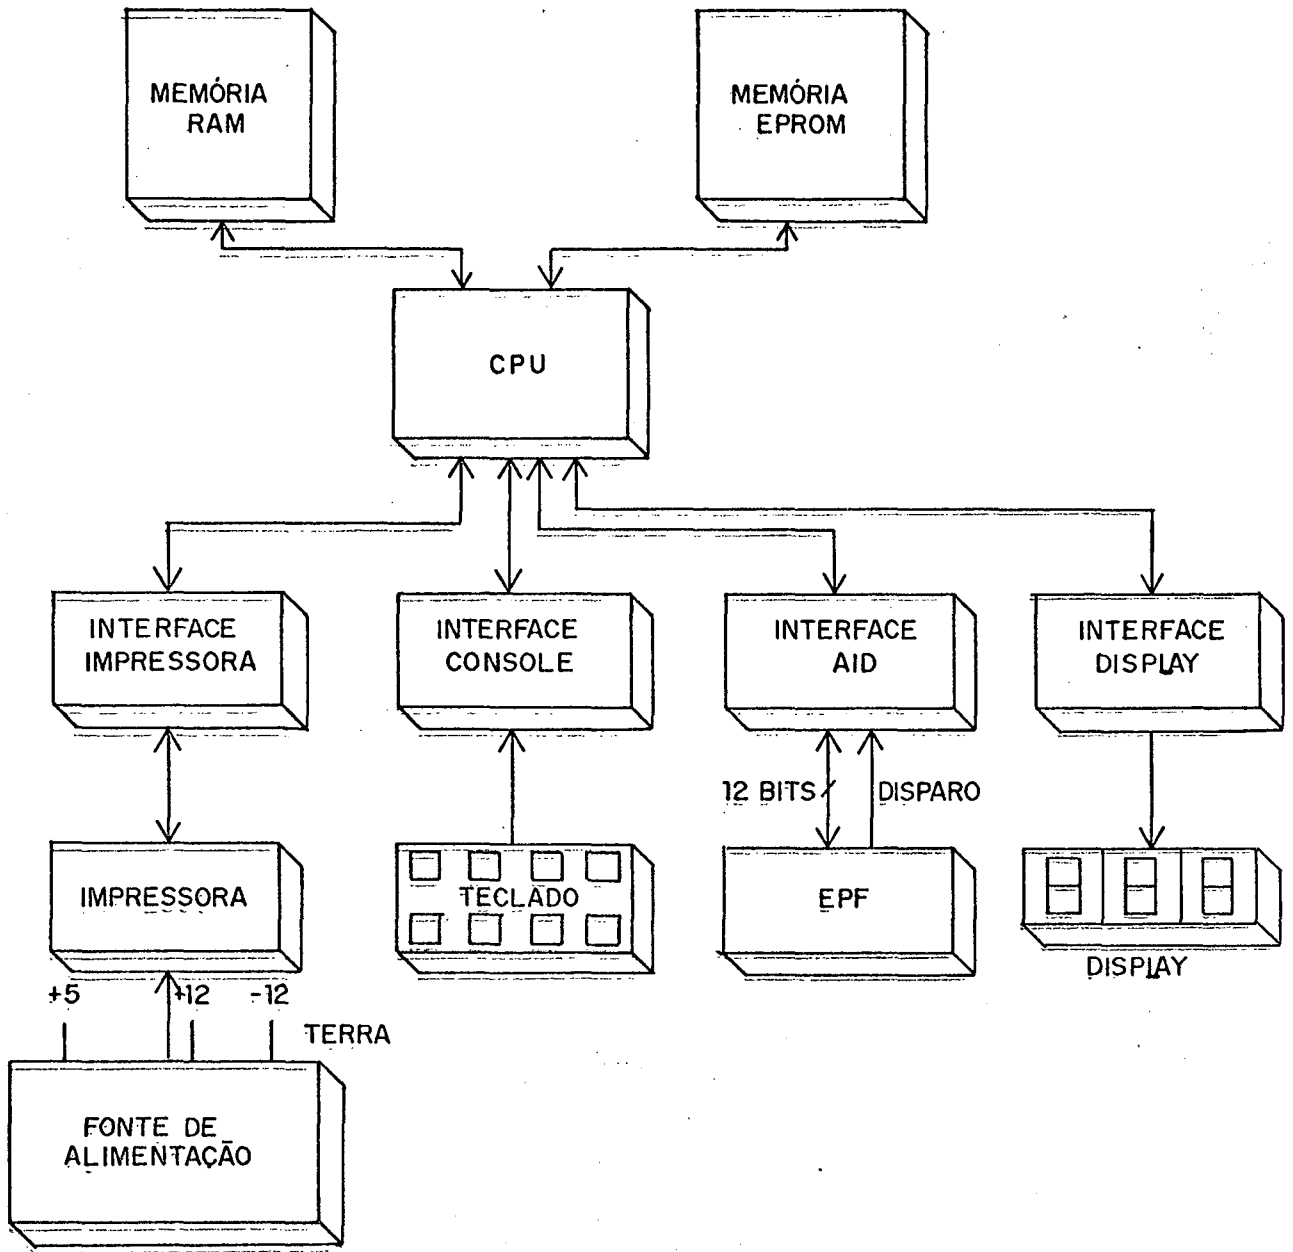 MEMÓRIA
RAM
MEMÓRIA
EPROM
CPU
INTERFACE
IMPRESSORA
INTERFACE
CONSOLE
INTERFACE
AID
INTERFACE
DISPLAY
12 BITS
DISPARO
IMPRESSORA
TECLADO
EPF
DISPLAY
+5
+12
-12
TERRA
FONTE DE
ALIMENTAÇÃO